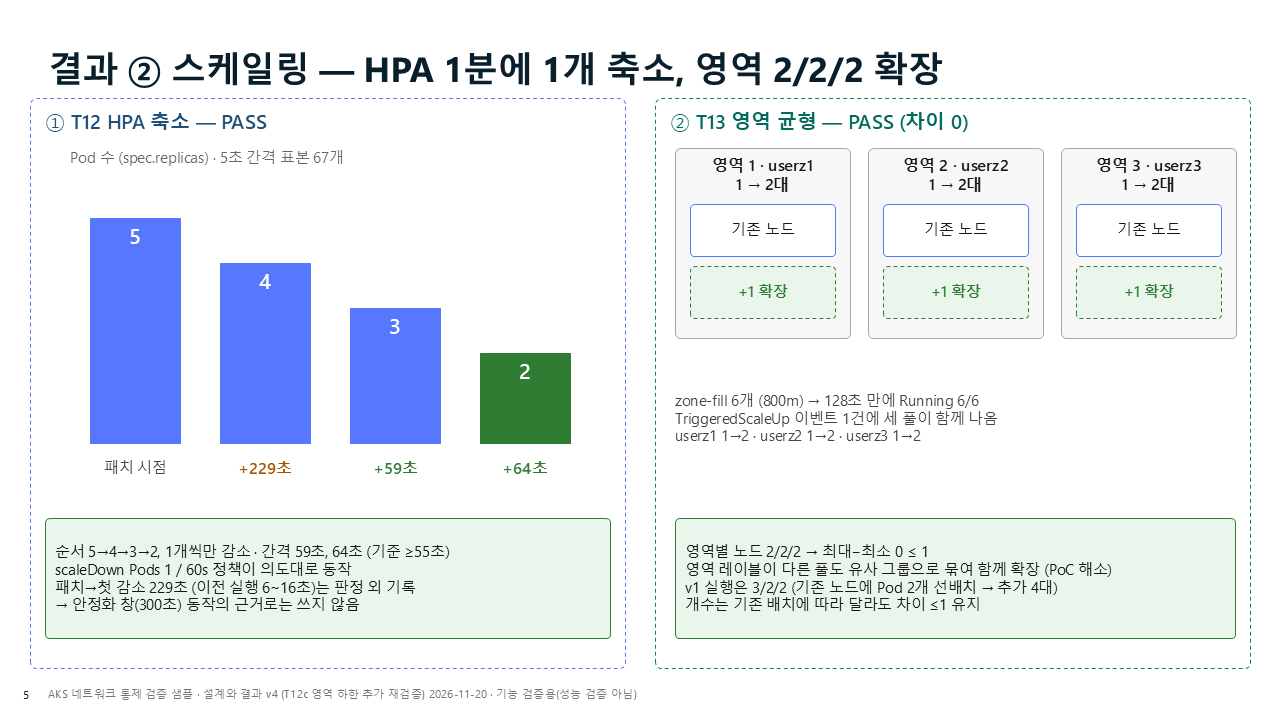 결과 ② 스케일링 — HPA 1분에 1개 축소, 영역 2/2/2 확장
① T12 HPA 축소 — PASS
Pod 수 (spec.replicas) · 5초 간격 표본 67개
5
4
3
2
패치 시점
+229초
+59초
+64초
순서 5→4→3→2, 1개씩만 감소 · 간격 59초, 64초 (기준 ≥55초)
scaleDown Pods 1 / 60s 정책이 의도대로 동작
패치→첫 감소 229초 (이전 실행 6~16초)는 판정 외 기록
→ 안정화 창(300초) 동작의 근거로는 쓰지 않음
② T13 영역 균형 — PASS (차이 0)
영역 1 · userz1
1 → 2대
기존 노드
+1 확장
영역 2 · userz2
1 → 2대
기존 노드
+1 확장
영역 3 · userz3
1 → 2대
기존 노드
+1 확장
zone-fill 6개 (800m) → 128초 만에 Running 6/6
TriggeredScaleUp 이벤트 1건에 세 풀이 함께 나옴
userz1 1→2 · userz2 1→2 · userz3 1→2
영역별 노드 2/2/2 → 최대−최소 0 ≤ 1
영역 레이블이 다른 풀도 유사 그룹으로 묶여 함께 확장 (PoC 해소)
v1 실행은 3/2/2 (기존 노드에 Pod 2개 선배치 → 추가 4대)
개수는 기존 배치에 따라 달라도 차이 ≤1 유지
5
AKS 네트워크 통제 검증 샘플 · 설계와 결과 v4 (T12c 영역 하한 추가 재검증) 2026-11-20 · 기능 검증용(성능 검증 아님)